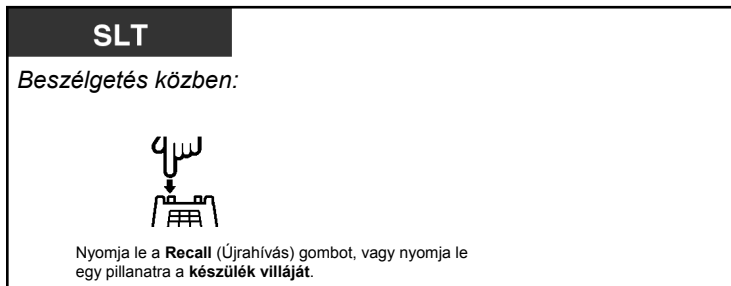 SLT
Beszélgetés közben:
Nyomja le a Recall (Újrahívás) gombot, vagy nyomja le
egy pillanatra a készülék villáját.